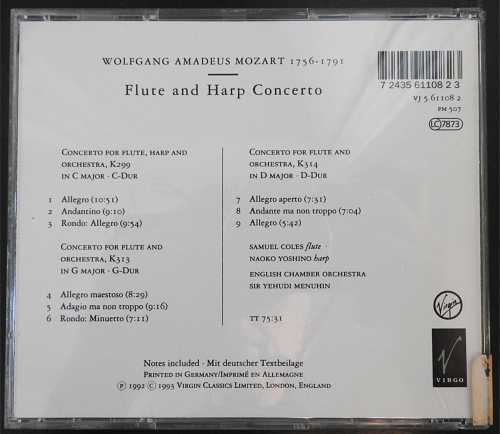 WOLFGANG AMADEUS MOZART 1756-1791
Flute and Harp Concerto
7 2435 61108 2 3
VJ 5 61108 2
PM 507
LC 7873
CONCERTO FOR FLUTE, HARP AND
ORCHESTRA, K299
IN C MAJOR · C-DUR
1 Allegro (10:51)
2 Andantino (9:10)
3 Rondo: Allegro (9:54)
CONCERTO FOR FLUTE AND
ORCHESTRA, K313
IN G MAJOR · G-DUR
4 Allegro maestoso (8:29)
5 Adagio ma non troppo (9:16)
6 Rondo: Minuetto (7:11)
CONCERTO FOR FLUTE AND
ORCHESTRA, K314
IN D MAJOR · D-DUR
7 Allegro aperto (7:31)
8 Andante ma non troppo (7:04)
9 Allegro (5:42)
SAMUEL COLES flute ·
NAOKO YOSHINO harp
ENGLISH CHAMBER ORCHESTRA
SIR YEHUDI MENUHIN
TT 75:31
Virgin
V
VIRGO
Notes included · Mit deutscher Textbeilage
PRINTED IN GERMANY/IMPRIMÉ EN ALLEMAGNE
Ⓟ 1992 Ⓒ 1993 VIRGIN CLASSICS LIMITED, LONDON, ENGLAND